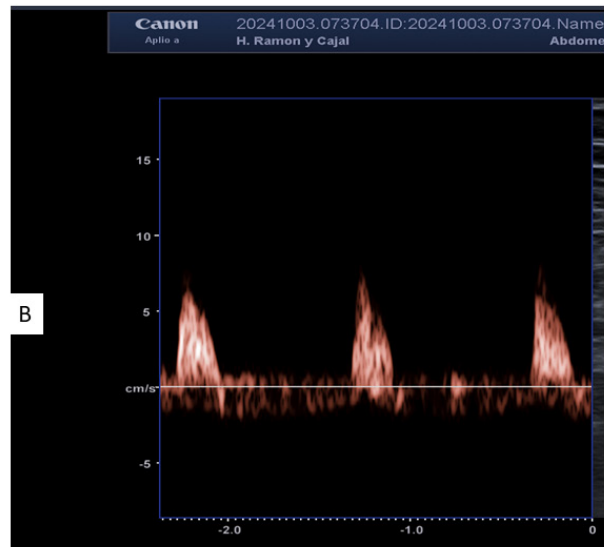 Canon 20241003.073704.ID:20241003.073704.Name
Aplio a H. Ramon y Cajal Abdome
15
10
B
5
cm/s
-5
-2.0 -1.0 0